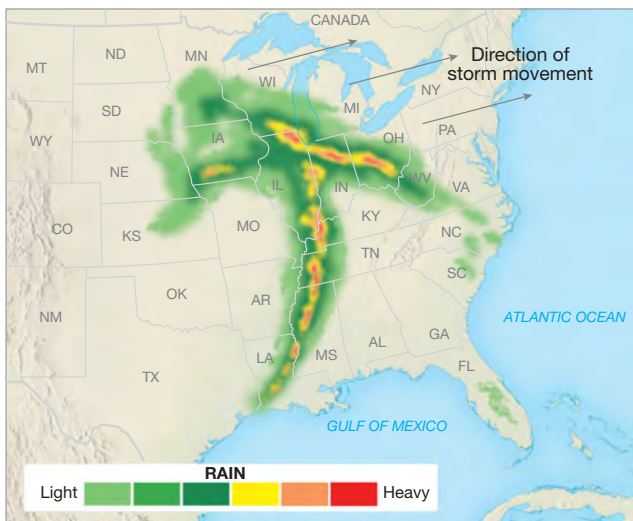 CANADA
Direction of
storm movement
MT
ND
MN
WI
MI
NY
SD
WY
IA
OH
PA
NE
IL
IN
WV
VA
CO
KS
MO
KY
NC
TN
OK
AR
SC
NM
ATLANTIC OCEAN
LA
MS
AL
GA
TX
FL
GULF OF MEXICO
RAIN
Light
Heavy